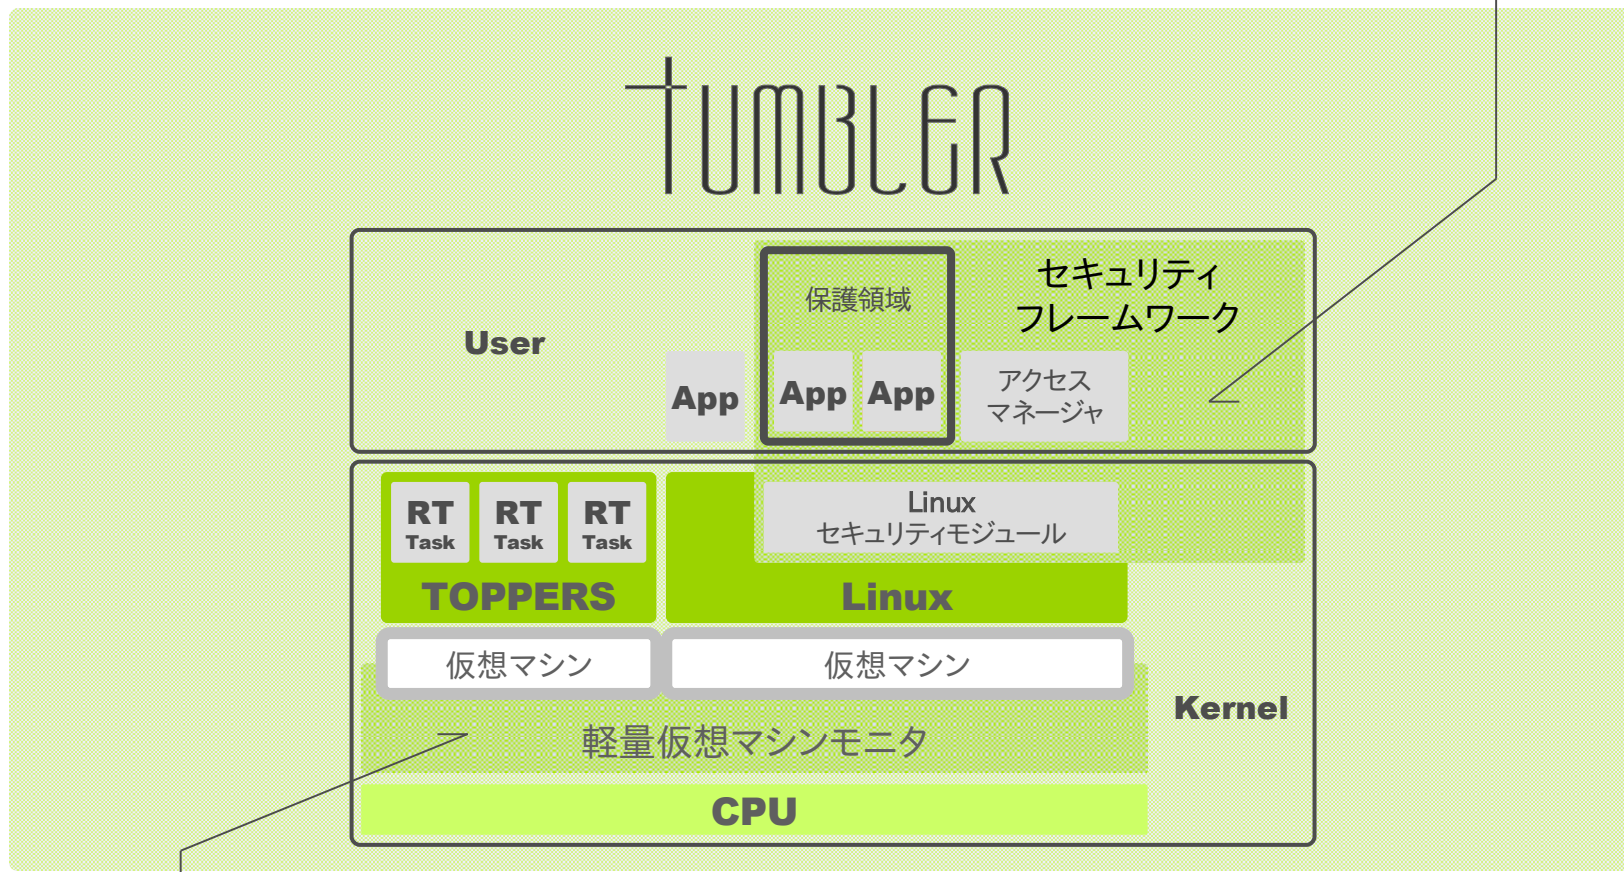 TUMBLER
セキュリティ
フレームワーク
保護領域
User
App
App
App
アクセス
マネージャ
RT
Task
RT
Task
RT
Task
Linux
セキュリティモジュール
TOPPERS
Linux
仮想マシン
仮想マシン
Kernel
軽量仮想マシンモニタ
CPU